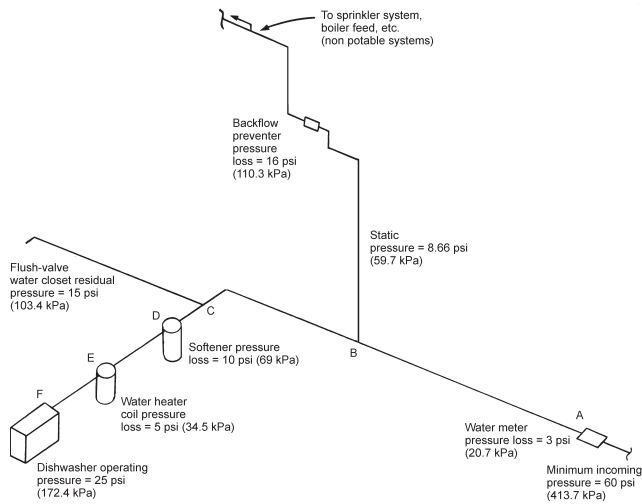 To sprinkler system,
boiler feed, etc.
(non potable systems)
Backflow
preventer
pressure
loss = 16 psi
(110.3 kPa)
Static
pressure = 8.66 psi
(59.7 kPa)
Flush-valve
water closet residual
pressure = 15 psi
(103.4 kPa)
C
D
Softener pressure
loss = 10 psi (69 kPa)
B
E
Water heater
coil pressure
loss = 5 psi (34.5 kPa)
F
Dishwasher operating
pressure = 25 psi
(172.4 kPa)
A
Water meter
pressure loss = 3 psi
(20.7 kPa)
Minimum incoming
pressure = 60 psi
(413.7 kPa)